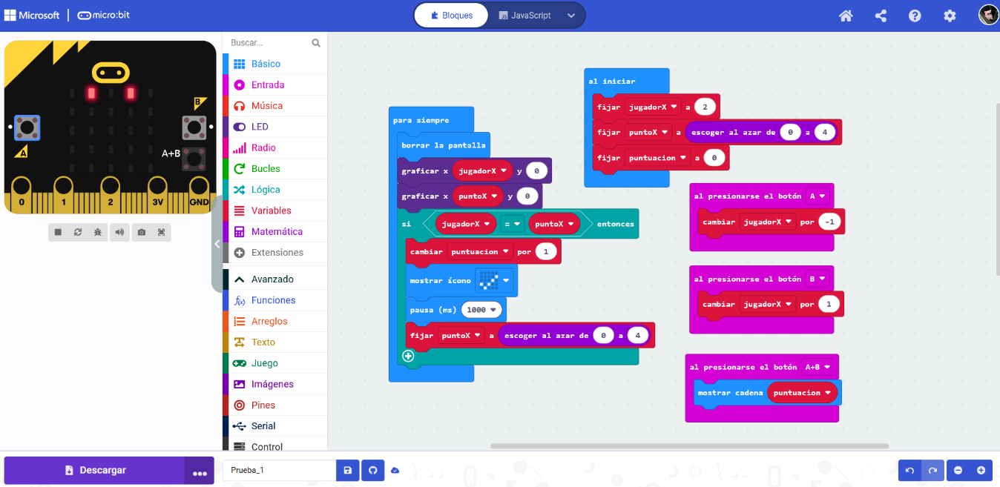 Microsoft
micro:bit
Bloques
JavaScript
B
A
A+B
0
1
2
3V
GND
Buscar...
Básico
Entrada
Música
LED
Radio
Bucles
Lógica
Variables
Matemática
Extensiones
Avanzado
Funciones
Arreglos
Texto
Juego
Imágenes
Pines
Serial
Control
para siempre
borrar la pantalla
graficar x jugadorX y 0
graficar x puntoX y 0
si jugadorX = puntoX entonces
cambiar puntuacion por 1
mostrar ícono
pausa (ms) 1000
fijar puntoX a escoger al azar de 0 a 4
al iniciar
fijar jugadorX a 2
fijar puntoX a escoger al azar de 0 a 4
fijar puntuacion a 0
al presionarse el botón A
cambiar jugadorX por -1
al presionarse el botón B
cambiar jugadorX por 1
al presionarse el botón A+B
mostrar cadena puntuacion
Descargar
Prueba_1